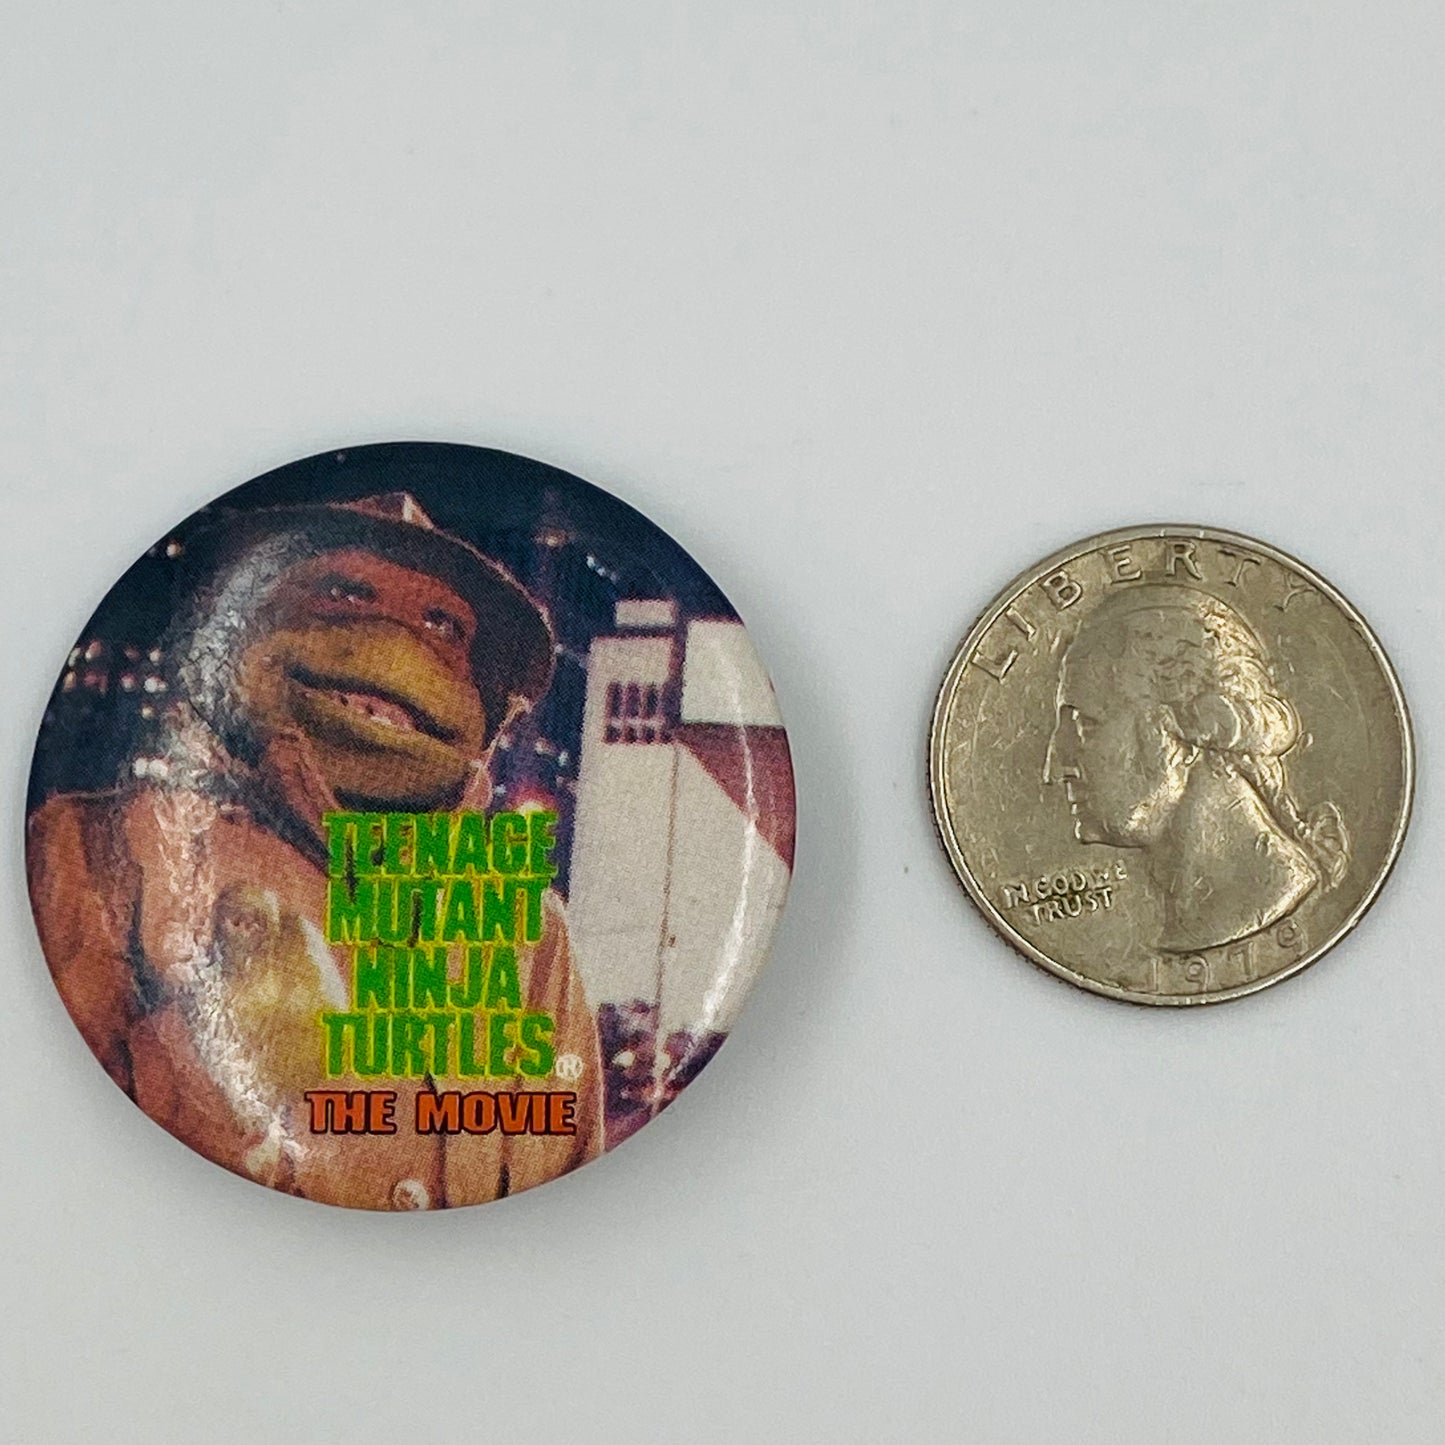 TEENAGE
MUTANT
NINJA
TURTLES®
THE MOVIE
LIBERTY
IN GOD WE
TRUST
1979